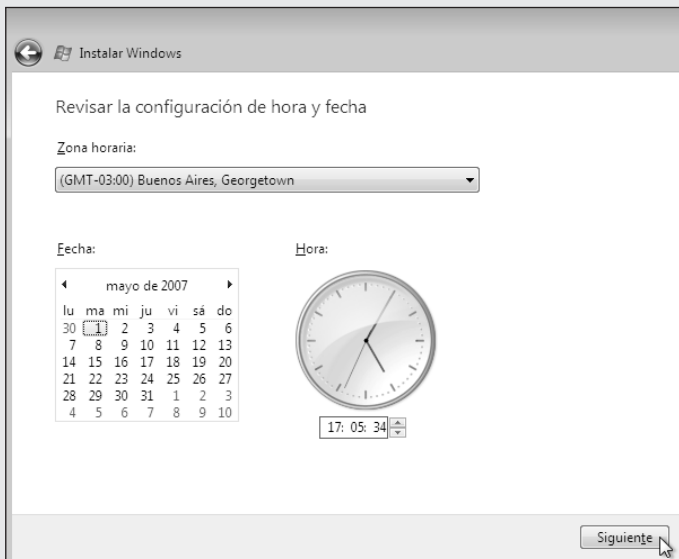 Instalar Windows
Revisar la configuración de hora y fecha
Zona horaria:
(GMT-03:00) Buenos Aires, Georgetown
Fecha:
Hora:
mayo de 2007
lu ma mi ju vi sá do
30 1 2 3 4 5 6
7 8 9 10 11 12 13
14 15 16 17 18 19 20
21 22 23 24 25 26 27
28 29 30 31 1 2 3
4 5 6 7 8 9 10
17: 05: 34
Siguiente